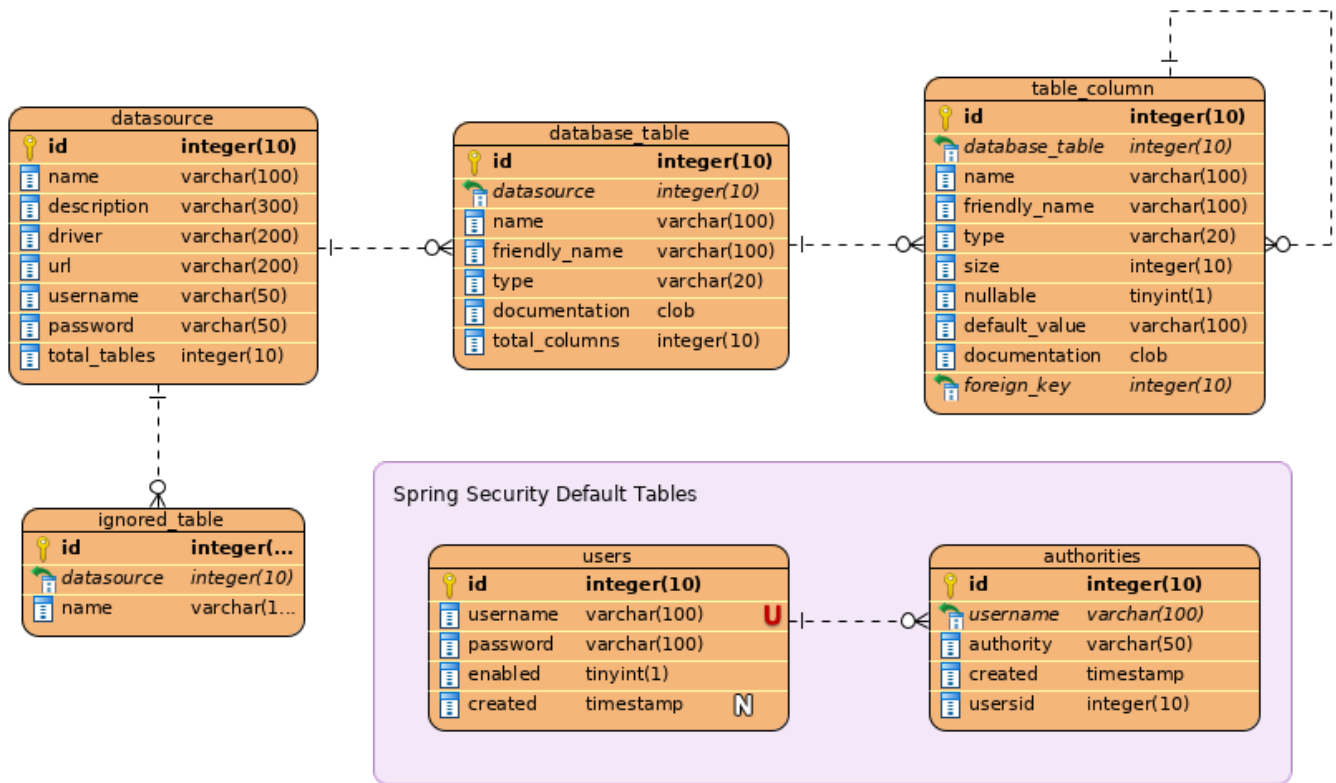 datasource
id integer(10)
name varchar(100)
description varchar(300)
driver varchar(200)
url varchar(200)
username varchar(50)
password varchar(50)
total_tables integer(10)
database_table
id integer(10)
datasource integer(10)
name varchar(100)
friendly_name varchar(100)
type varchar(20)
documentation clob
total_columns integer(10)
table_column
id integer(10)
database_table integer(10)
name varchar(100)
friendly_name varchar(100)
type varchar(20)
size integer(10)
nullable tinyint(1)
default_value varchar(100)
documentation clob
foreign_key integer(10)
ignored_table
id integer(...
datasource integer(10)
name varchar(1...
Spring Security Default Tables
users
id integer(10)
username varchar(100) U
password varchar(100)
enabled tinyint(1)
created timestamp N
authorities
id integer(10)
username varchar(100)
authority varchar(50)
created timestamp
usersid integer(10)